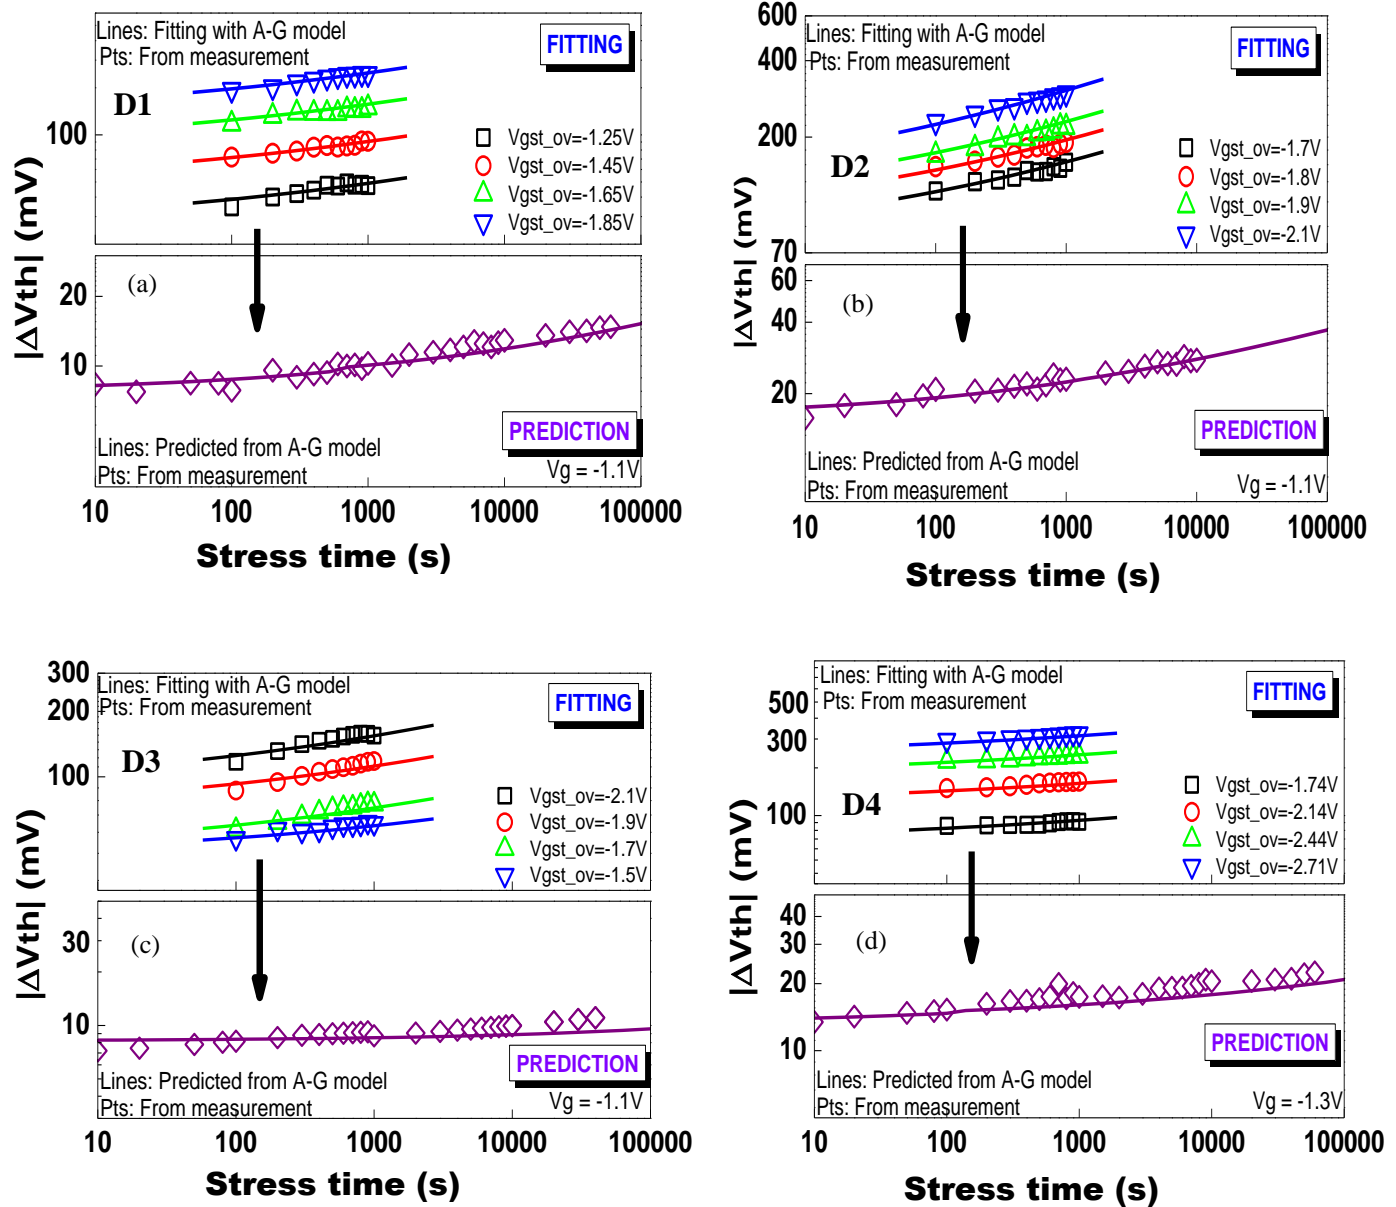 Lines: Fitting with A-G model
Pts: From measurement
FITTING
D1
100
Vgst_ov=-1.25V
Vgst_ov=-1.45V
Vgst_ov=-1.65V
Vgst_ov=-1.85V
|ΔVth| (mV)
(a)
20
10
PREDICTION
Lines: Predicted from A-G model
Pts: From measurement
Vg = -1.1V
10 100 1000 10000 100000
Stress time (s)
600
400
200
70
Lines: Fitting with A-G model
Pts: From measurement
FITTING
D2
Vgst_ov=-1.7V
Vgst_ov=-1.8V
Vgst_ov=-1.9V
Vgst_ov=-2.1V
|ΔVth| (mV)
(b)
60
40
20
PREDICTION
Lines: Predicted from A-G model
Pts: From measurement
Vg = -1.1V
10 100 1000 10000 100000
Stress time (s)
300
200
100
Lines: Fitting with A-G model
Pts: From measurement
FITTING
D3
Vgst_ov=-2.1V
Vgst_ov=-1.9V
Vgst_ov=-1.7V
Vgst_ov=-1.5V
|ΔVth| (mV)
(c)
30
10
PREDICTION
Lines: Predicted from A-G model
Pts: From measurement
Vg = -1.1V
10 100 1000 10000 100000
Stress time (s)
500
300
100
Lines: Fitting with A-G model
Pts: From measurement
FITTING
D4
Vgst_ov=-1.74V
Vgst_ov=-2.14V
Vgst_ov=-2.44V
Vgst_ov=-2.71V
|ΔVth| (mV)
(d)
40
30
20
10
PREDICTION
Lines: Predicted from A-G model
Pts: From measurement
Vg = -1.3V
10 100 1000 10000 100000
Stress time (s)